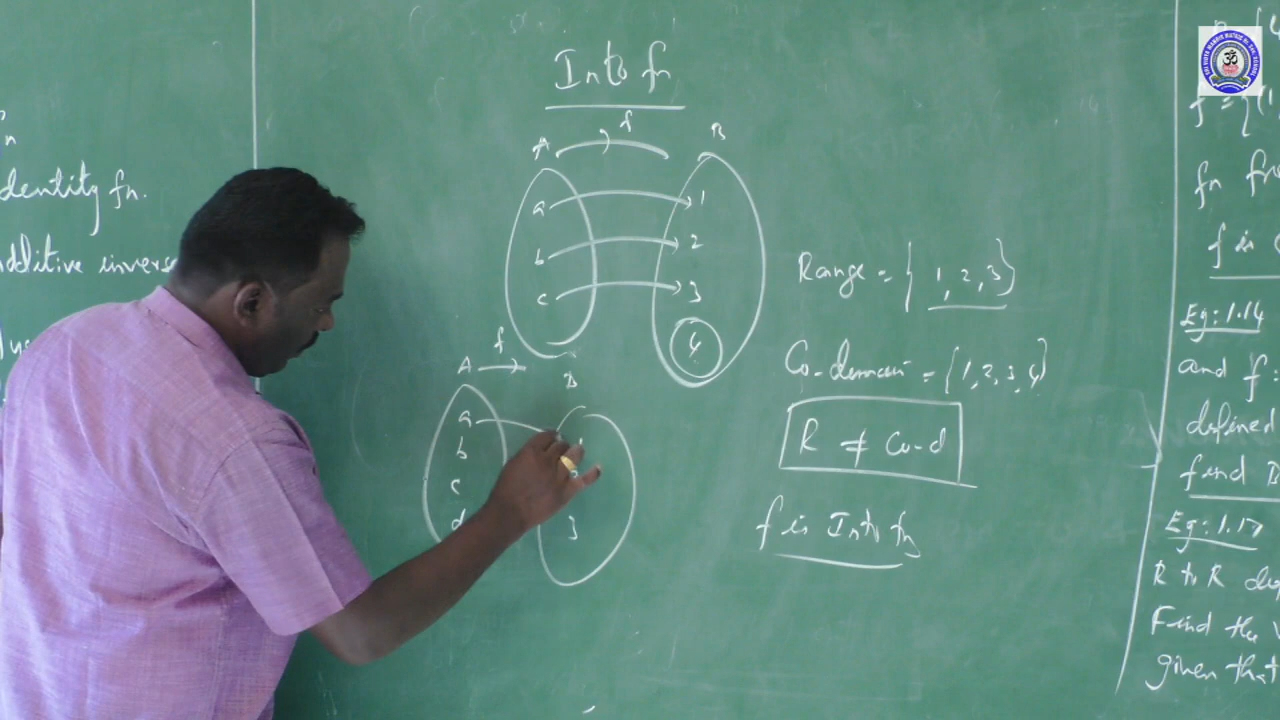 n
dentity fn.
dditive inverse
Into fn
A f B
a 1
b 2
c 3
4
Range = { 1, 2, 3}
Co-domain = {1, 2, 3, 4}
R ≠ Co-d
f is Into fn
A f B
a
b
c
d 3
fn fr
f is
Eg: 1.14
and f :
defined
find
Eg: 1.17
R to R de
Find the
given that